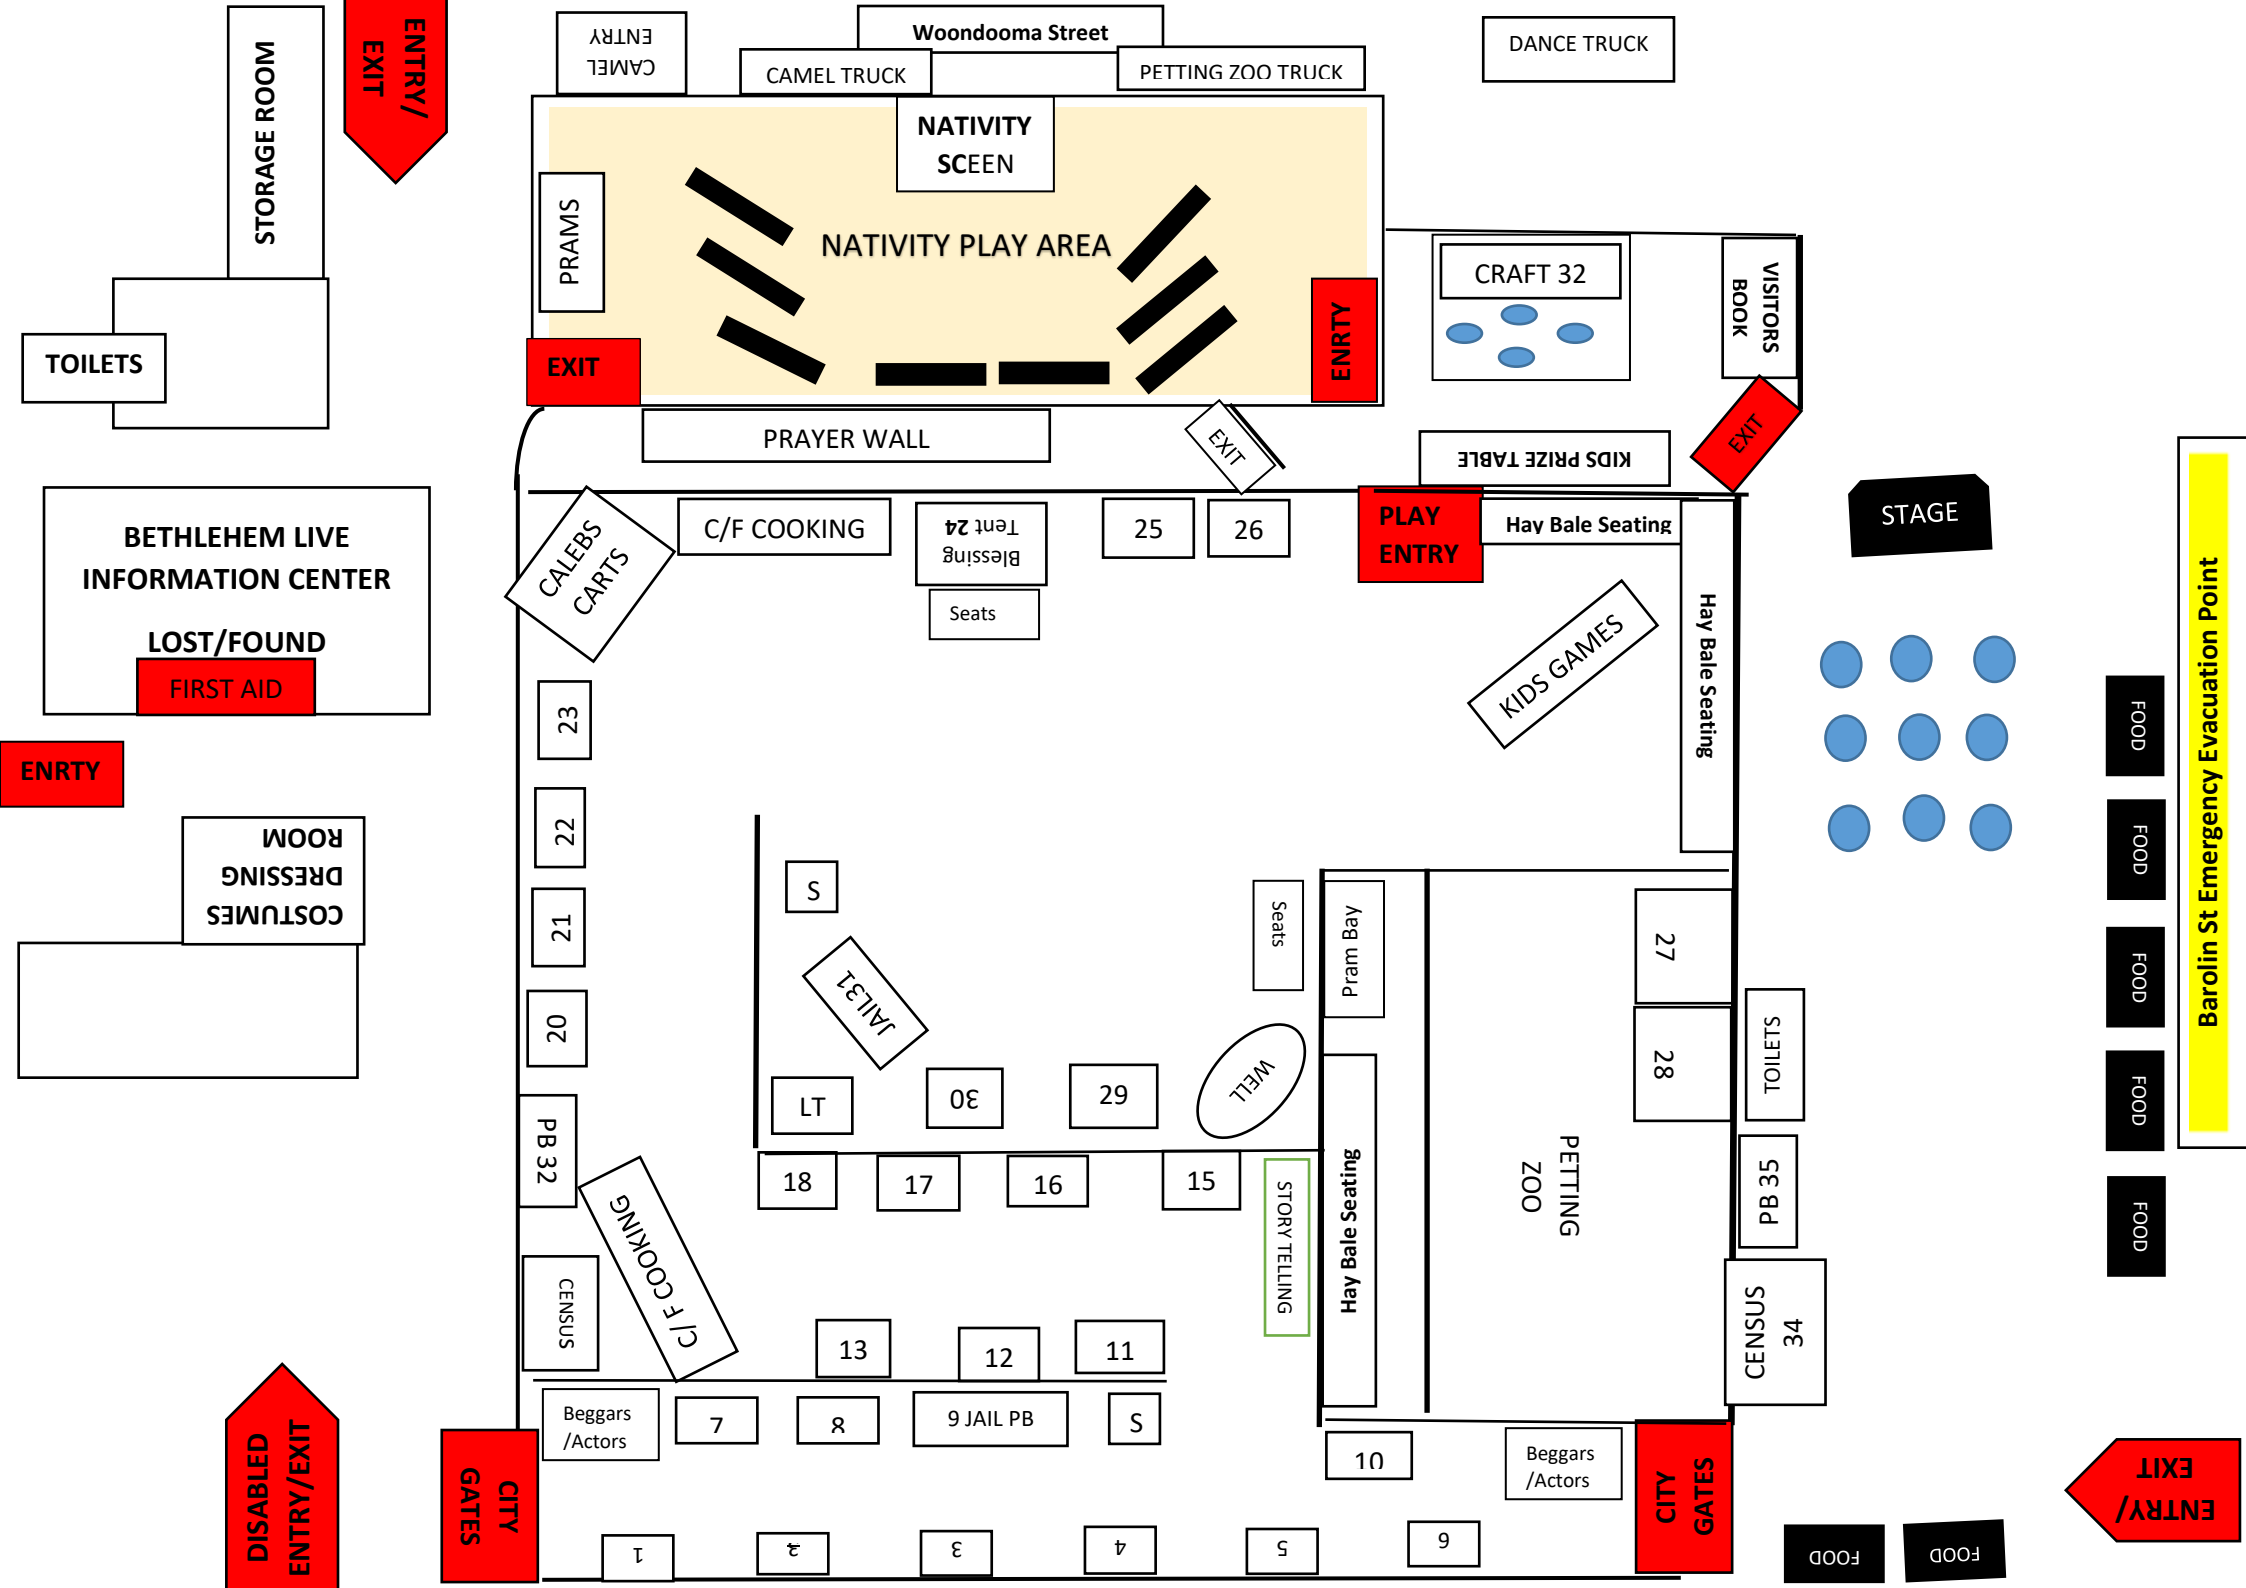 STORAGE ROOM
ENTRY/
EXIT
CAMEL
ENTRY
Woondooma Street
CAMEL TRUCK
PETTING ZOO TRUCK
DANCE TRUCK
NATIVITY
SCEEN
PRAMS
NATIVITY PLAY AREA
CRAFT 32
VISITORS
BOOK
TOILETS
EXIT
ENRTY
PRAYER WALL
EXIT
KIDS PRIZE TABLE
EXIT
BETHLEHEM LIVE
INFORMATION CENTER
LOST/FOUND
FIRST AID
CALEBS
CARTS
C/F COOKING
Blessing
Tent 24
Seats
25
26
PLAY
ENTRY
Hay Bale Seating
Hay Bale Seating
KIDS GAMES
STAGE
Barolin St Emergency Evacuation Point
FOOD
FOOD
FOOD
FOOD
FOOD
ENRTY
COSTUMES
DRESSING
ROOM
23
22
21
20
PB 32
CENSUS
S
JAIL31
LT
30
29
WELL
Seats
Pram Bay
27
28
TOILETS
PB 35
CENSUS
34
PETTING
ZOO
18
17
16
15
STORY TELLING
Hay Bale Seating
C/ F COOKING
13
12
11
Beggars
/Actors
7
8
9 JAIL PB
S
10
Beggars
/Actors
DISABLED
ENTRY/EXIT
CITY
GATES
CITY
GATES
ENTRY/
EXIT
1
3
4
5
6
FOOD
FOOD